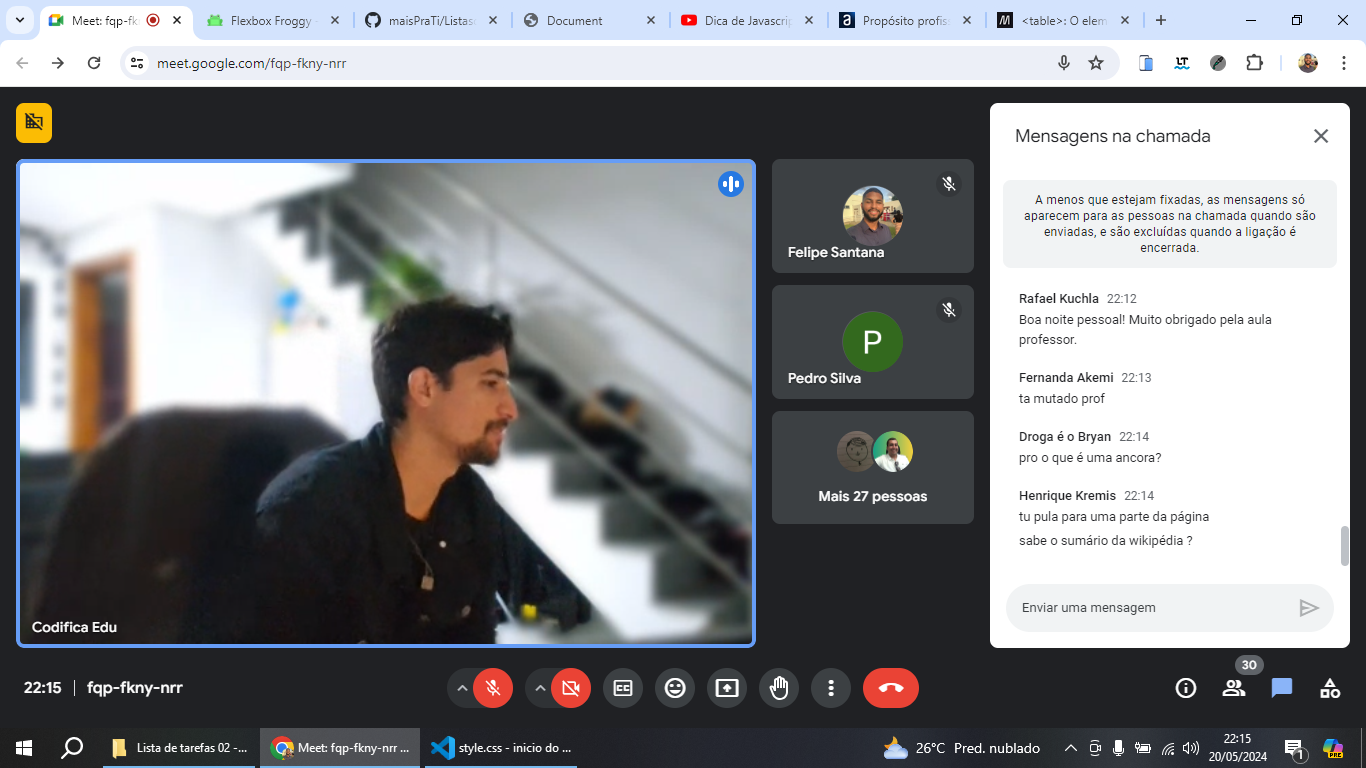 Meet: fqp-fk
Flexbox Froggy
maisPraTi/Listas
Document
Dica de Javascrip
Propósito profis
<table>: O elem
meet.google.com/fqp-fkny-nrr
Codifica Edu
Felipe Santana
P
Pedro Silva
Mais 27 pessoas
Mensagens na chamada
A menos que estejam fixadas, as mensagens só
aparecem para as pessoas na chamada quando são
enviadas, e são excluídas quando a ligação é
encerrada.
Rafael Kuchla 22:12
Boa noite pessoal! Muito obrigado pela aula
professor.
Fernanda Akemi 22:13
ta mutado prof
Droga é o Bryan 22:14
pro o que é uma ancora?
Henrique Kremis 22:14
tu pula para uma parte da página
sabe o sumário da wikipédia ?
Enviar uma mensagem
22:15 | fqp-fkny-nrr
30
Lista de tarefas 02 -...
Meet: fqp-fkny-nrr ...
style.css - inicio do ...
26°C Pred. nublado
22:15
20/05/2024
1
PRE